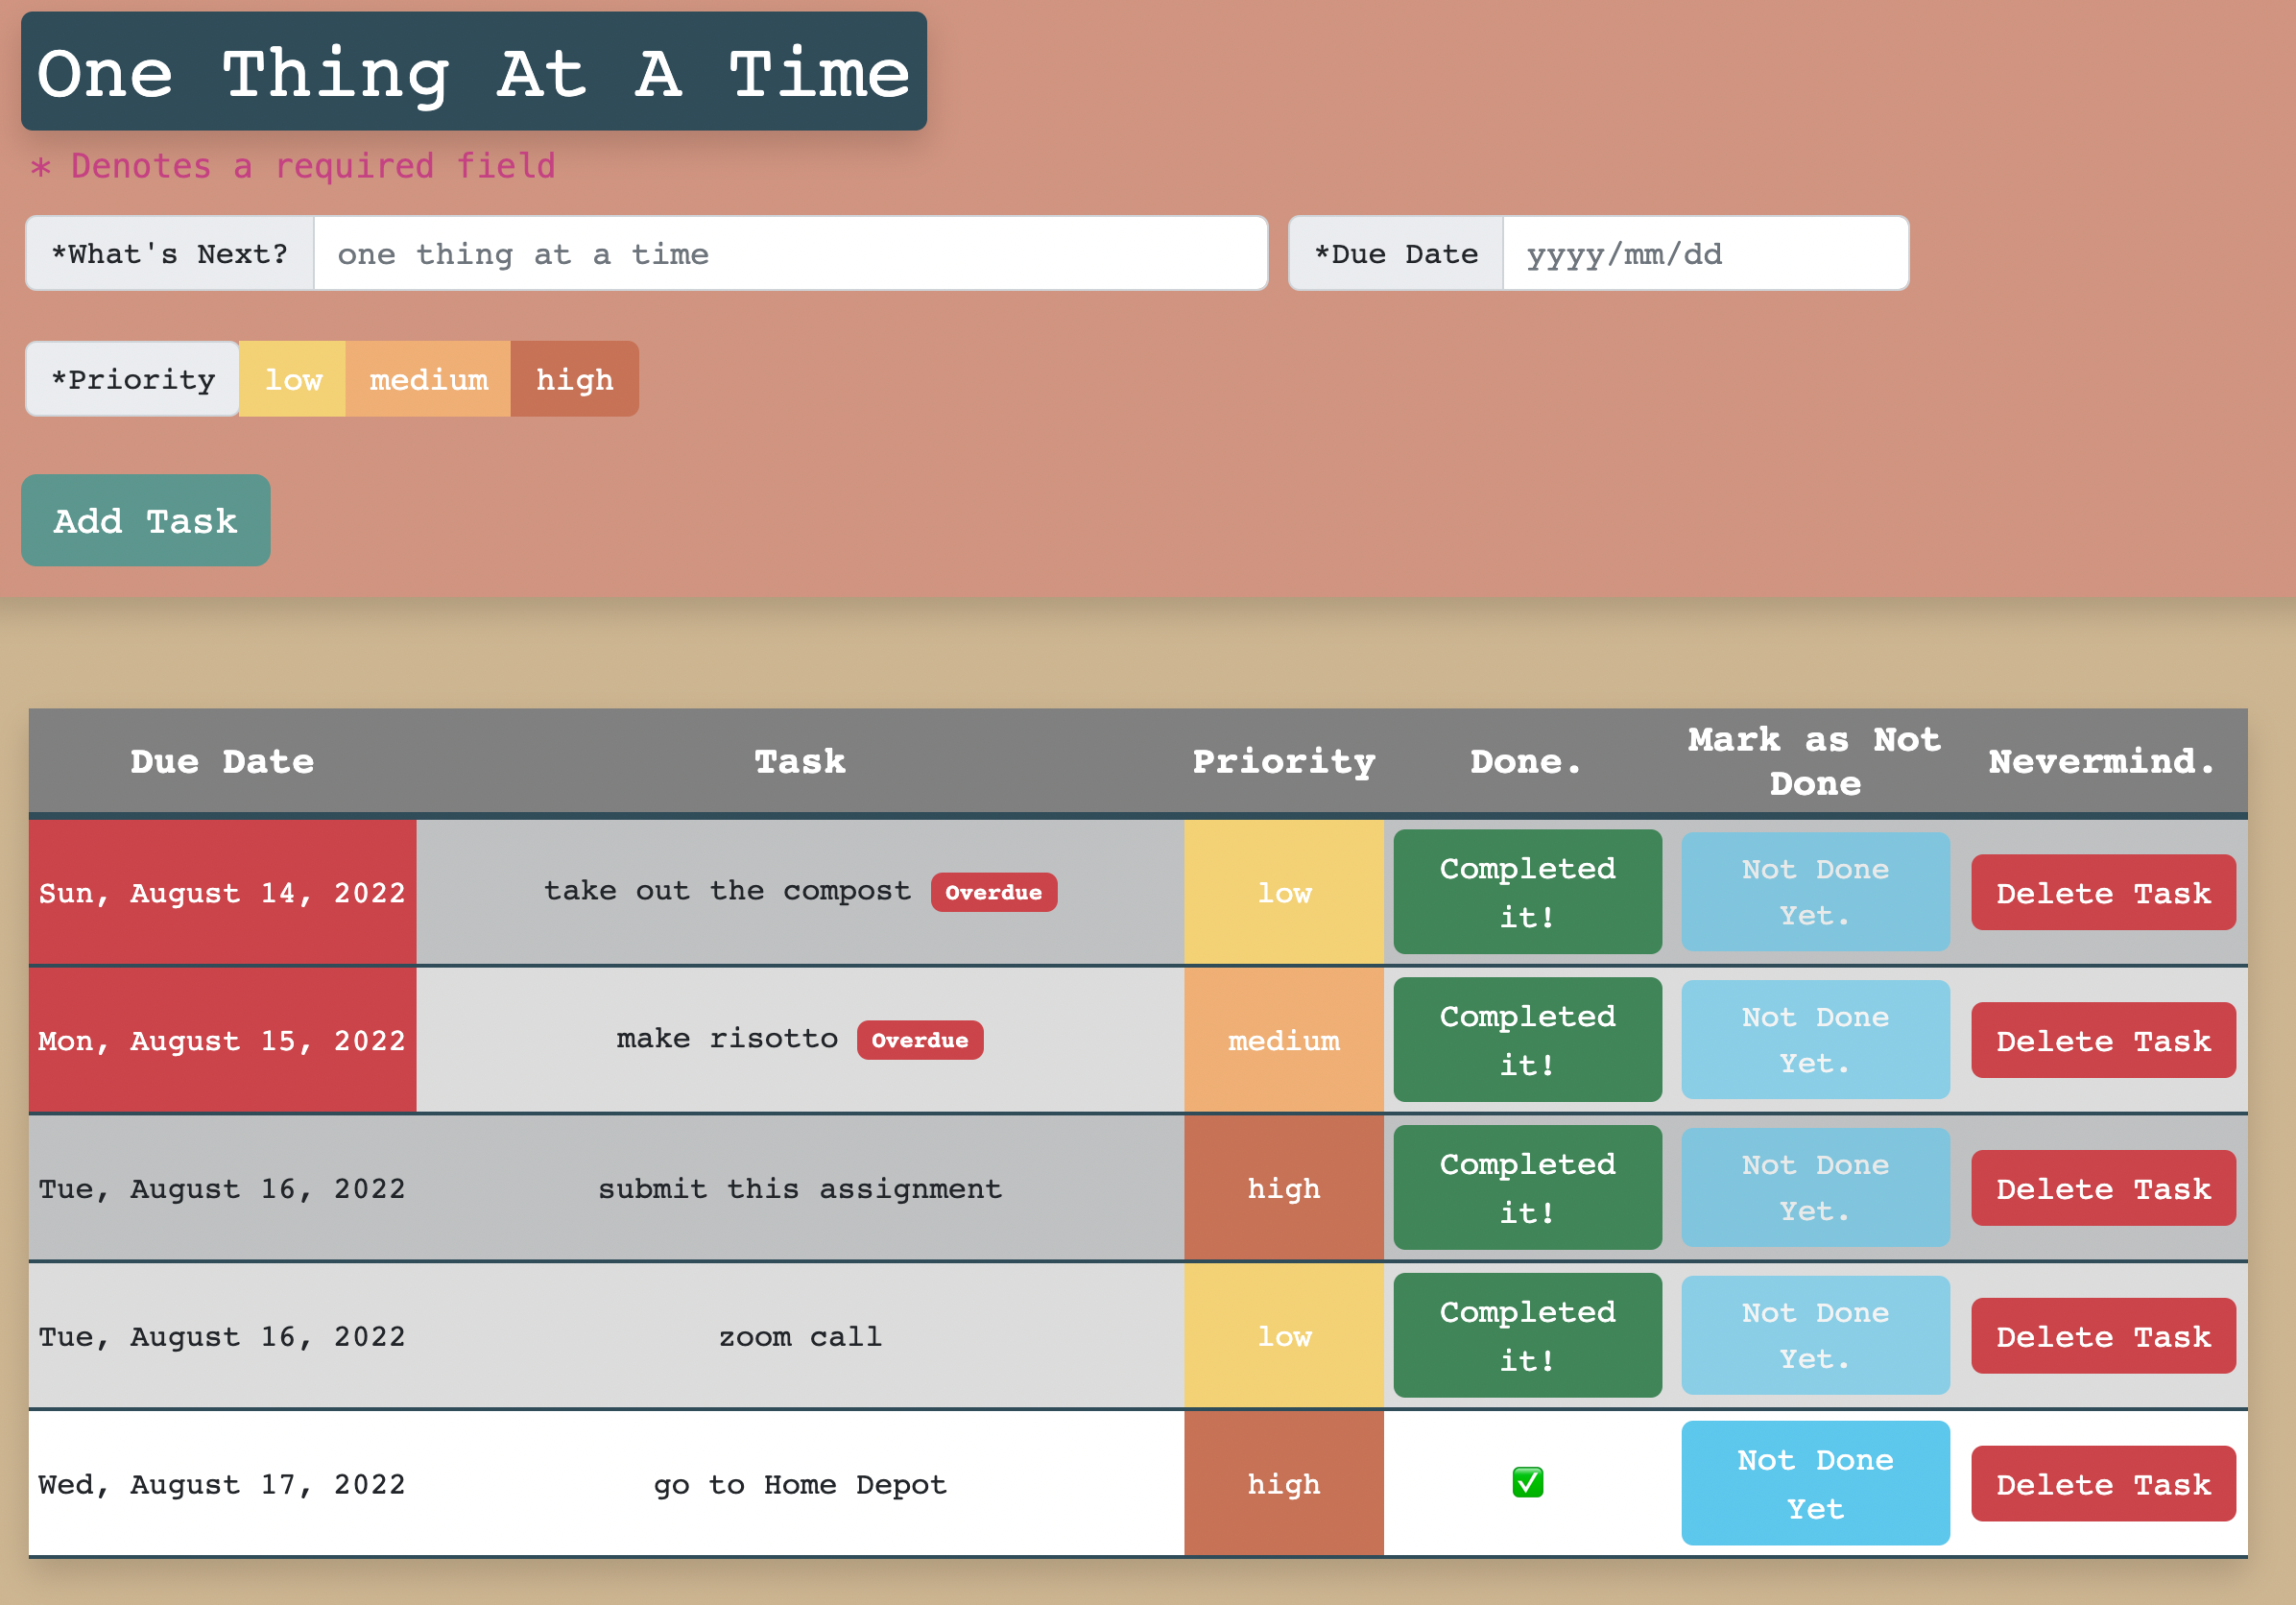 One Thing At A Time
* Denotes a required field
*What's Next? one thing at a time *Due Date yyyy/mm/dd
*Priority low medium high
Add Task
Due Date Task Priority Done. Mark as Not Done Nevermind.
Sun, August 14, 2022 take out the compost Overdue low Completed it! Not Done Yet. Delete Task
Mon, August 15, 2022 make risotto Overdue medium Completed it! Not Done Yet. Delete Task
Tue, August 16, 2022 submit this assignment high Completed it! Not Done Yet. Delete Task
Tue, August 16, 2022 zoom call low Completed it! Not Done Yet. Delete Task
Wed, August 17, 2022 go to Home Depot high ✅ Not Done Yet Delete Task